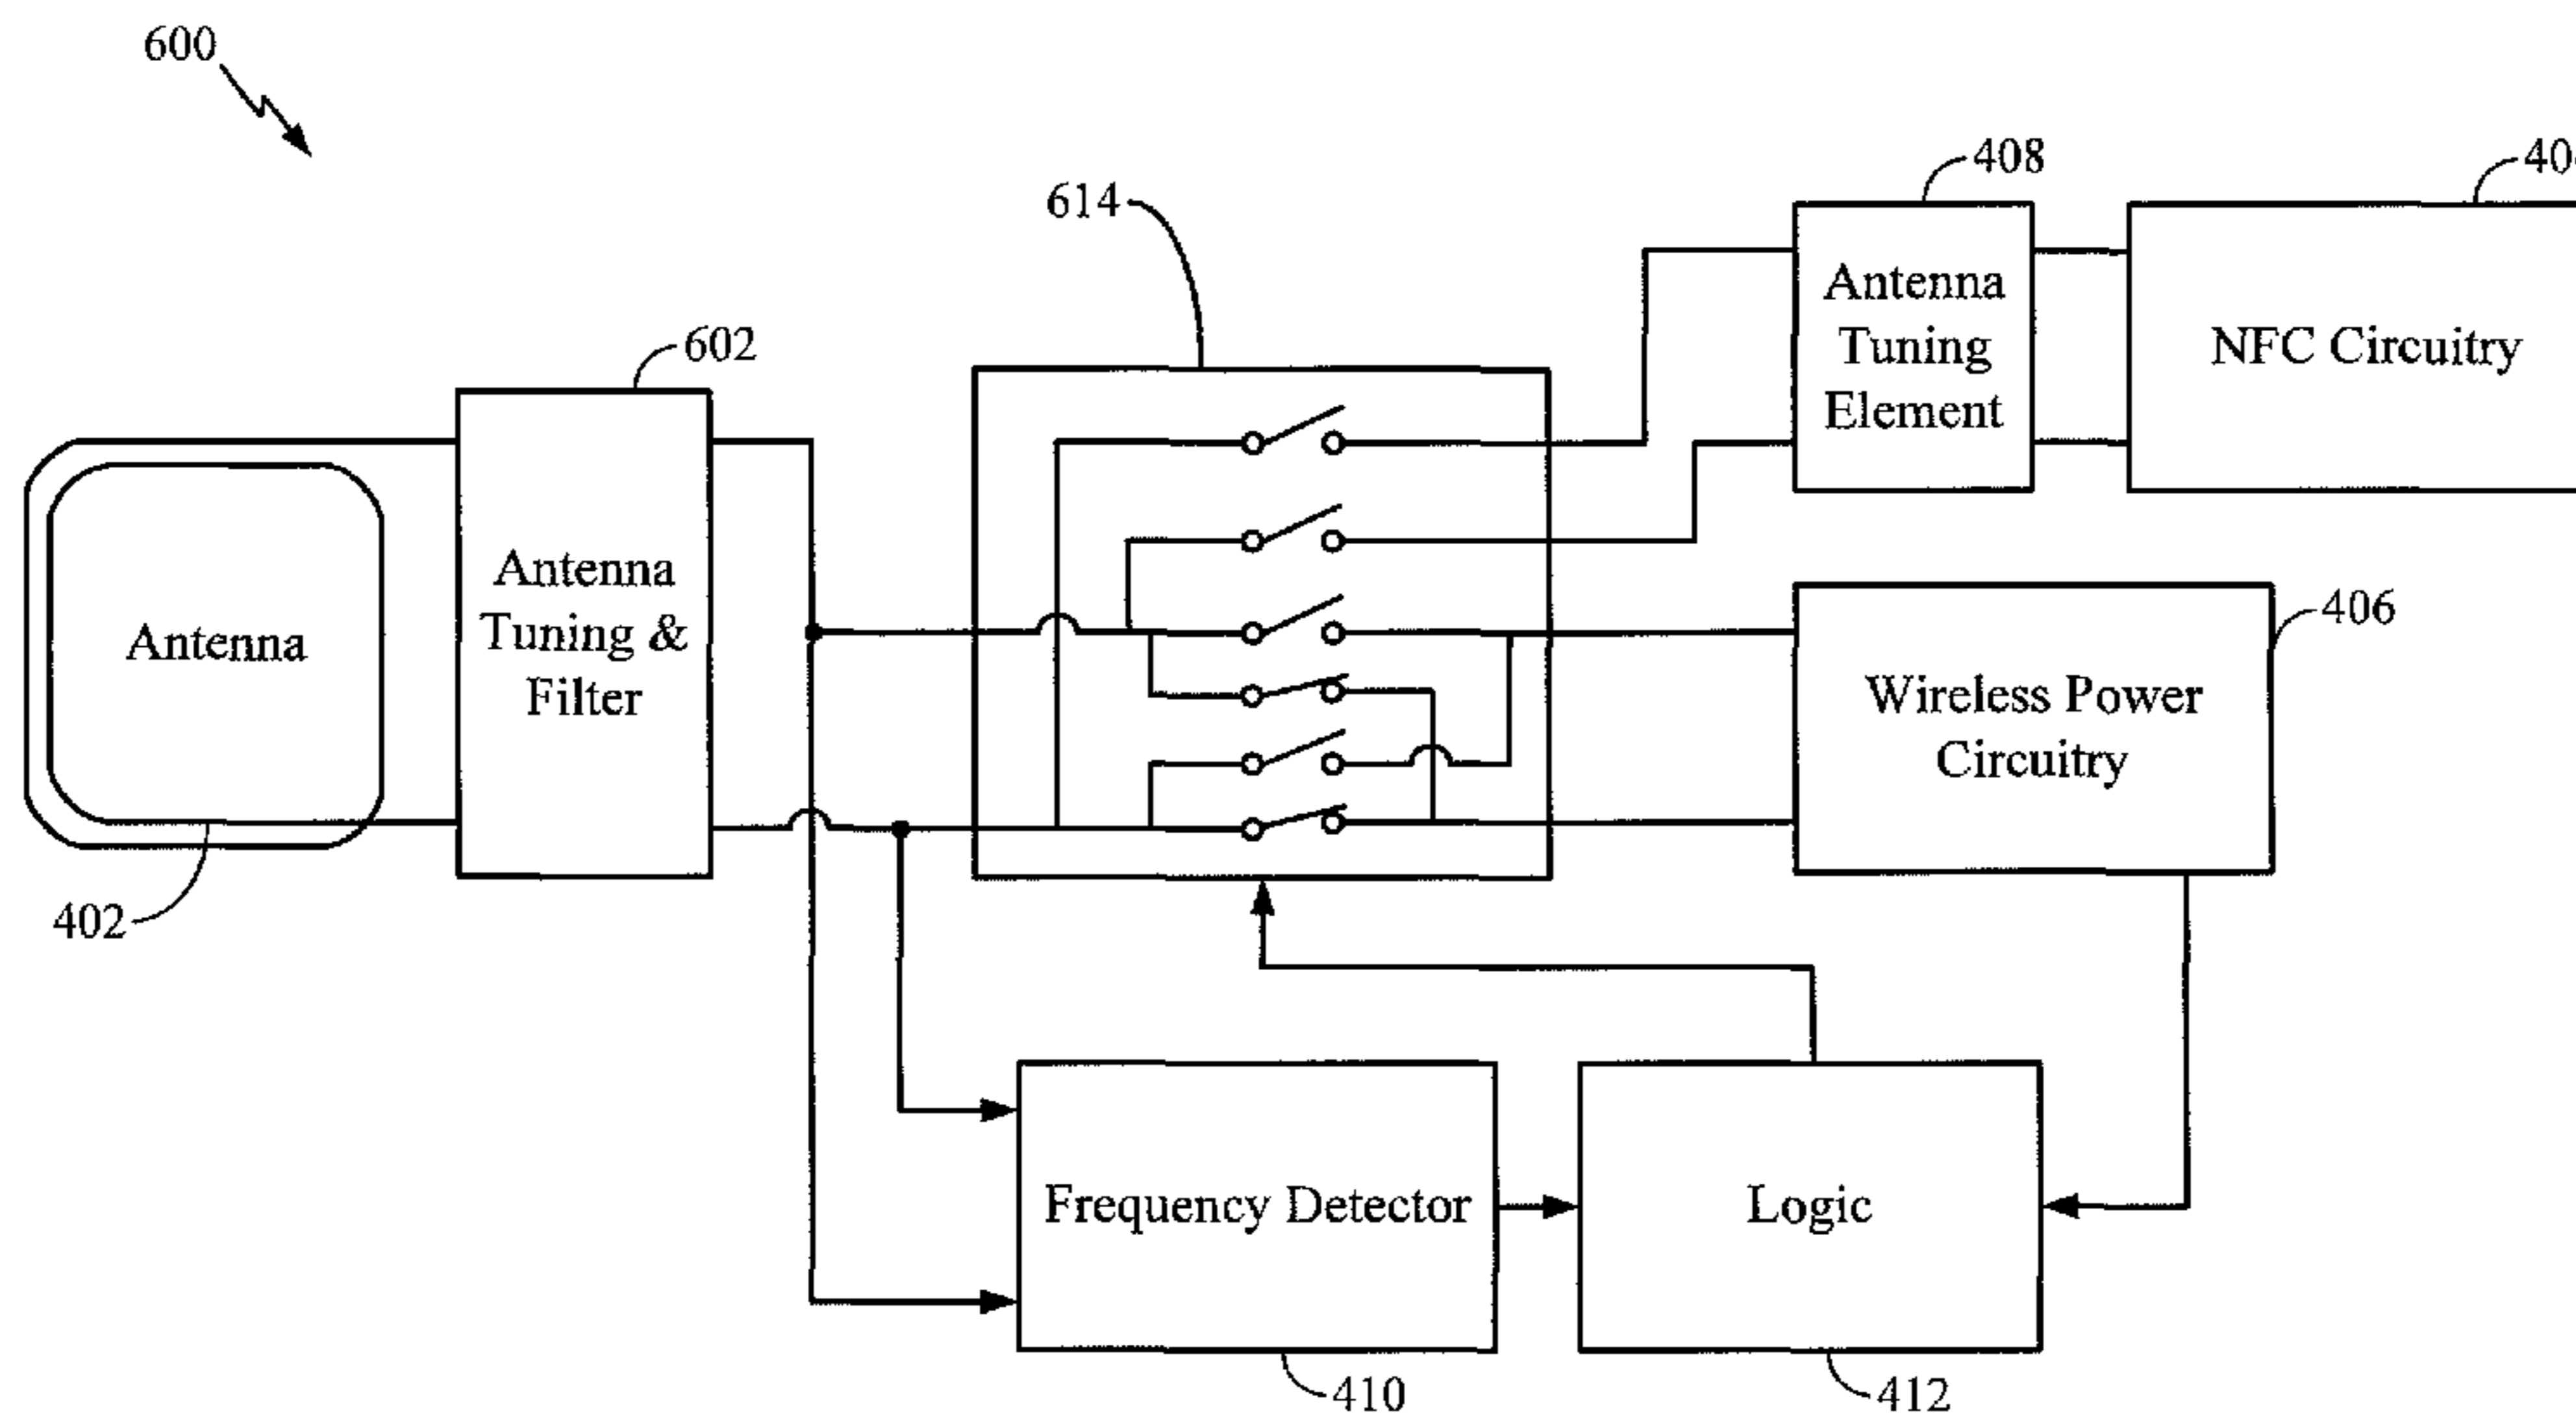 600
408
614
602
Antenna
Tuning
Element
NFC Circuitry
Antenna
Antenna
Tuning &
Filter
406
Wireless Power
Circuitry
402
Frequency Detector
Logic
410
412